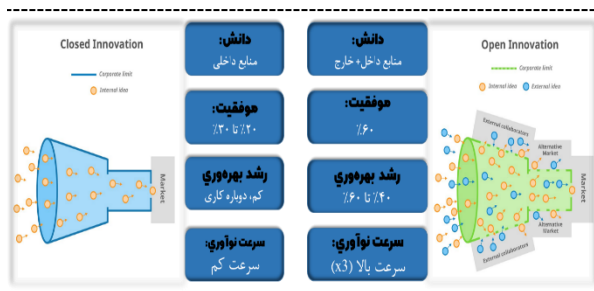 Closed Innovation
Corporate limit
Internal Idea
Market
دانش:
منابع داخلی
موفقیت:
۲۰٪ تا ۳۰٪
رشد بهره‌وری:
کم، دوباره کاری
سرعت نوآوری:
سرعت کم
دانش:
منابع داخل+ خارج
موفقیت:
۶۰٪
رشد بهره‌وری:
۴۰٪ تا ۶۰٪
سرعت نوآوری:
سرعت بالا (x3)
Open Innovation
Corporate limit
Internal Idea
External Idea
External collaborators
Alternative
Market
Market
Alternative
Market
External collaborators